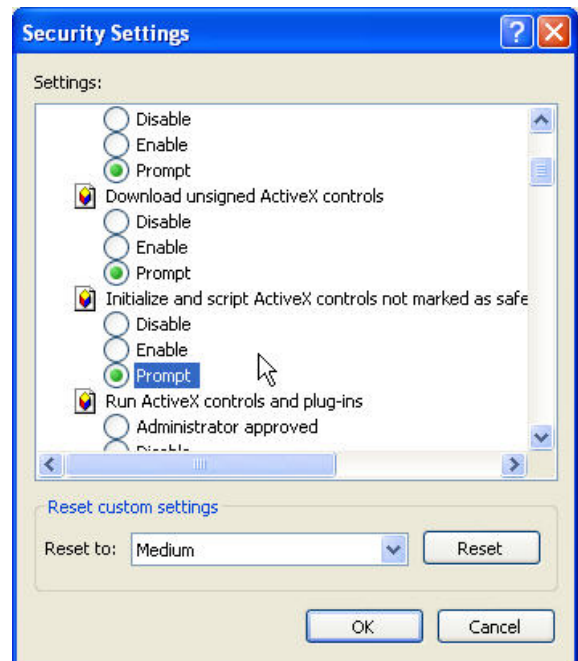 Security Settings
Settings:
Disable
Enable
Prompt
Download unsigned ActiveX controls
Disable
Enable
Prompt
Initialize and script ActiveX controls not marked as safe
Disable
Enable
Prompt
Run ActiveX controls and plug-ins
Administrator approved
Disable
Reset custom settings
Reset to: Medium Reset
OK Cancel